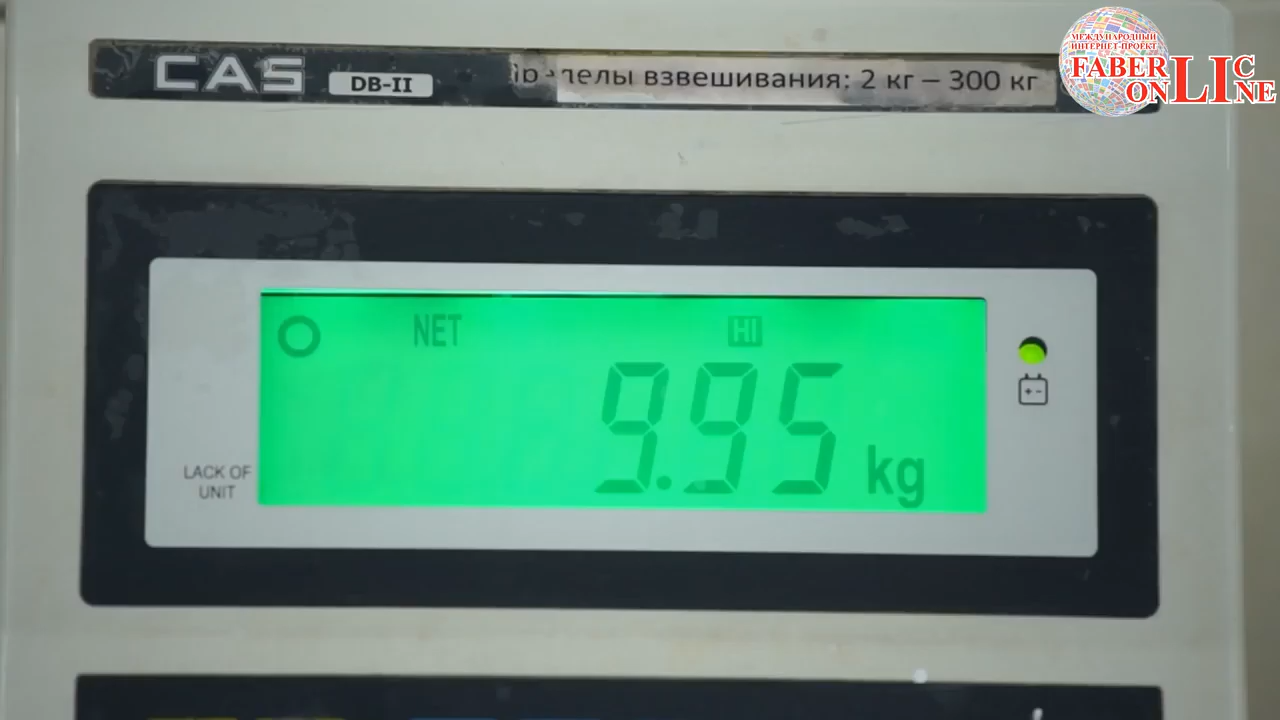 CAS
DB-II
взвешивания: 2 кг – 300 кг
МЕЖДУНАРОДНЫЙ
ИНТЕРНЕТ-ПРОЕКТ
FABERLIC
ONLINE
NET
HI
9.95 kg
LACK OF
UNIT